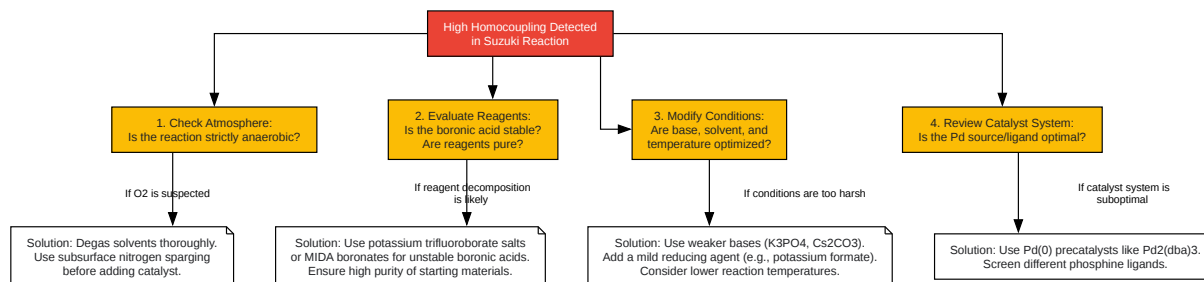 High Homocoupling Detected
in Suzuki Reaction
1. Check Atmosphere:
Is the reaction strictly anaerobic?
2. Evaluate Reagents:
Is the boronic acid stable?
Are reagents pure?
3. Modify Conditions:
Are base, solvent, and
temperature optimized?
4. Review Catalyst System:
Is the Pd source/ligand optimal?
If O2 is suspected
If reagent decomposition
is likely
If conditions are too harsh
If catalyst system is
suboptimal
Solution: Degas solvents thoroughly.
Use subsurface nitrogen sparging
before adding catalyst.
Solution: Use potassium trifluoroborate salts
or MIDA boronates for unstable boronic acids.
Ensure high purity of starting materials.
Solution: Use weaker bases (K3PO4, Cs2CO3).
Add a mild reducing agent (e.g., potassium formate).
Consider lower reaction temperatures.
Solution: Use Pd(0) precatalysts like Pd2(dba)3.
Screen different phosphine ligands.